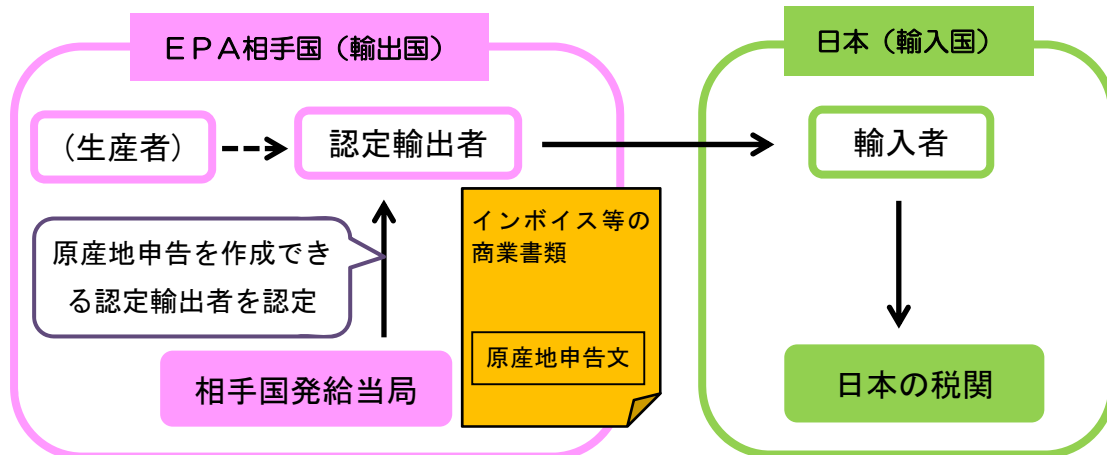 ＥＰＡ相手国（輸出国）
日本（輸入国）
（生産者）
認定輸出者
輸入者
インボイス等の
商業書類
原産地申告を作成でき
る認定輸出者を認定
原産地申告文
相手国発給当局
日本の税関